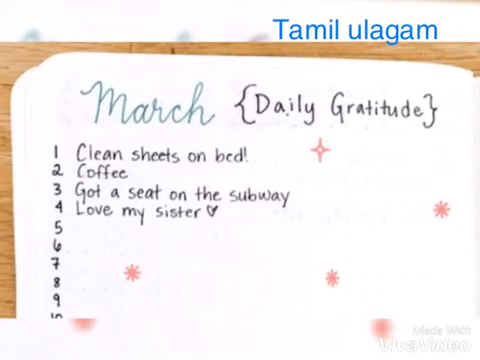 Tamil ulagam
March {Daily Gratitude}
1 Clean sheets on bed!
2 Coffee
3 Got a seat on the subway
4 Love my sister ♡
5
6
7
8
9
10
Made With
VivaVideo